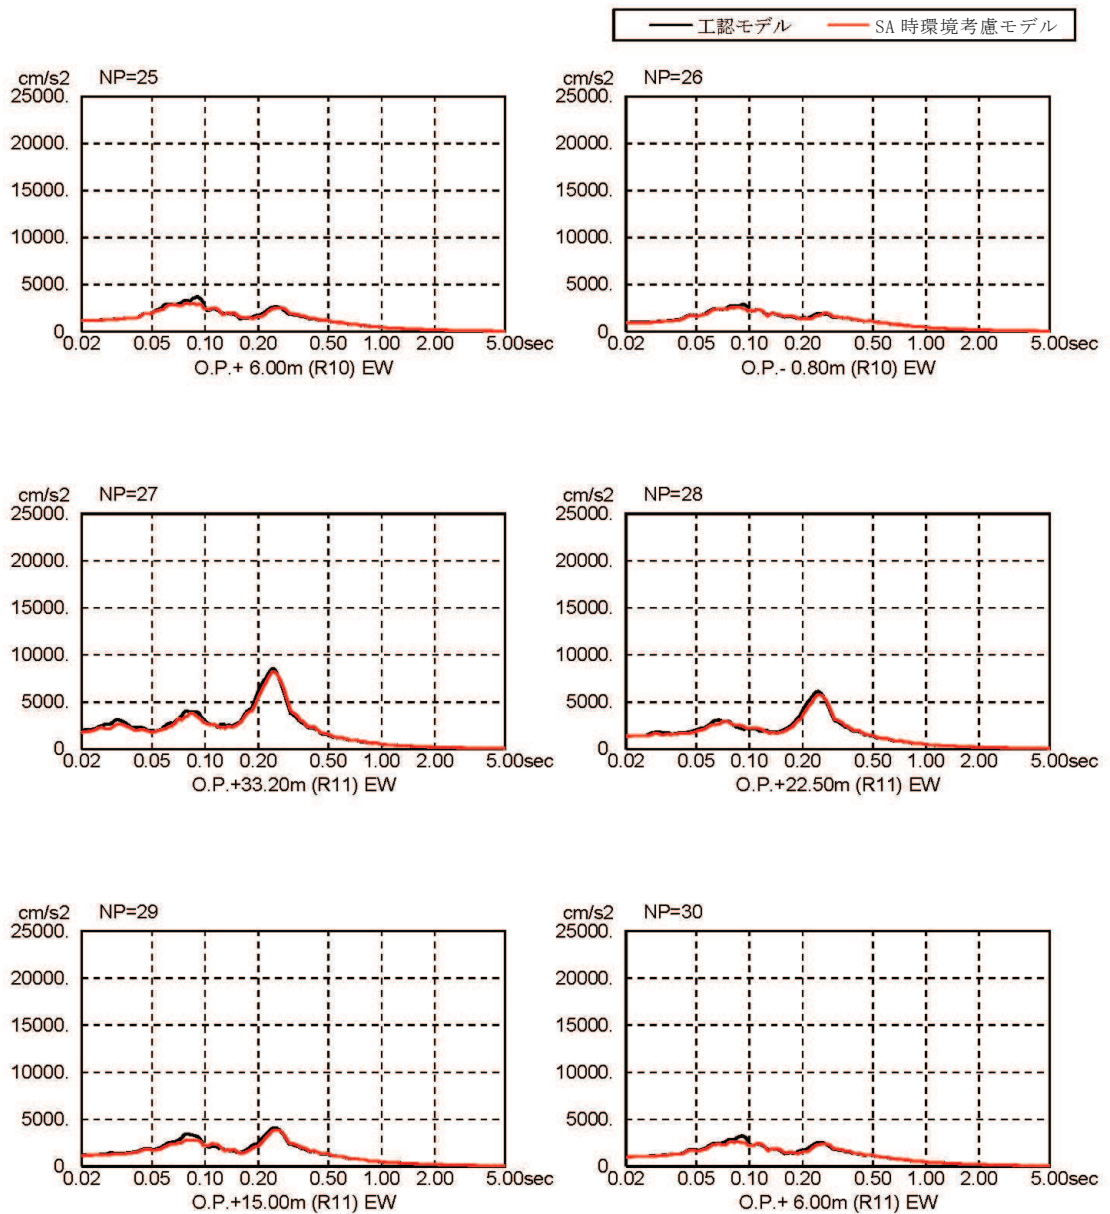 工認モデル SA 時環境考慮モデル
cm/s2 NP=25
25000.
20000.
15000.
10000.
5000.
0.
0.02 0.05 0.10 0.20 0.50 1.00 2.00 5.00sec
O.P.+ 6.00m (R10) EW
cm/s2 NP=26
25000.
20000.
15000.
10000.
5000.
0.
0.02 0.05 0.10 0.20 0.50 1.00 2.00 5.00sec
O.P.- 0.80m (R10) EW
cm/s2 NP=27
25000.
20000.
15000.
10000.
5000.
0.
0.02 0.05 0.10 0.20 0.50 1.00 2.00 5.00sec
O.P.+33.20m (R11) EW
cm/s2 NP=28
25000.
20000.
15000.
10000.
5000.
0.
0.02 0.05 0.10 0.20 0.50 1.00 2.00 5.00sec
O.P.+22.50m (R11) EW
cm/s2 NP=29
25000.
20000.
15000.
10000.
5000.
0.
0.02 0.05 0.10 0.20 0.50 1.00 2.00 5.00sec
O.P.+15.00m (R11) EW
cm/s2 NP=30
25000.
20000.
15000.
10000.
5000.
0.
0.02 0.05 0.10 0.20 0.50 1.00 2.00 5.00sec
O.P.+ 6.00m (R11) EW